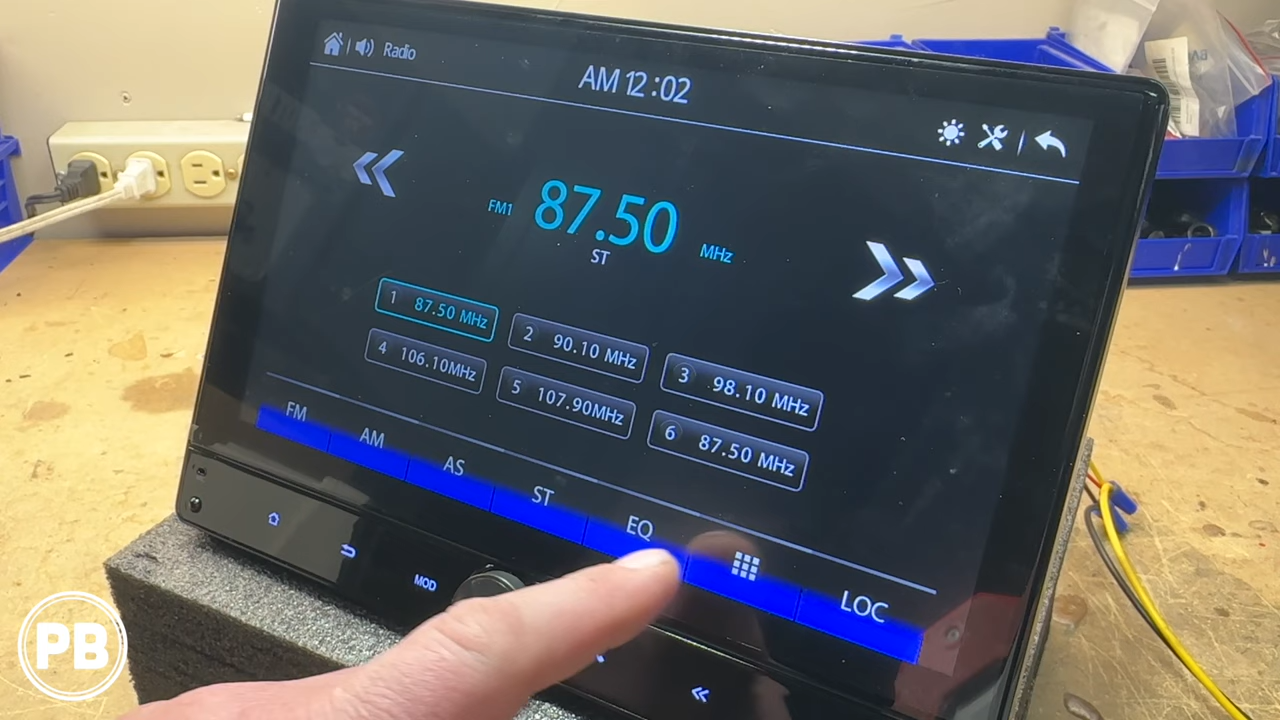 Radio
AM 12:02
FM1 87.50 MHz
ST
1 87.50 MHz
2 90.10 MHz
3 98.10 MHz
4 106.10MHz
5 107.90MHz
6 87.50 MHz
FM AM AS ST EQ LOC
MOD
PB